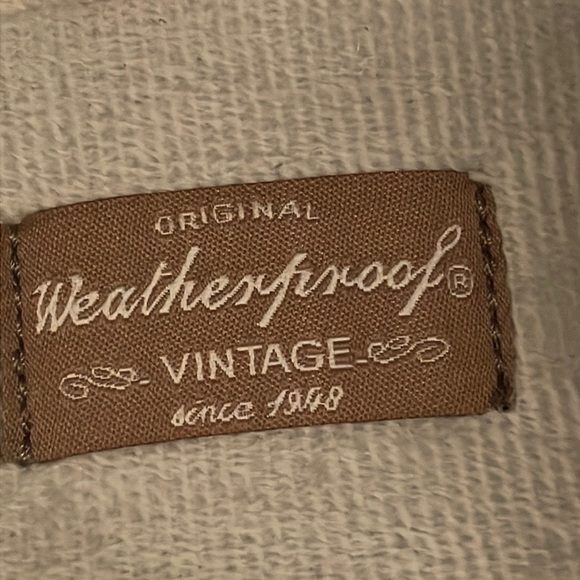 ORIGINAL
Weatherproof®
VINTAGE
since 1948